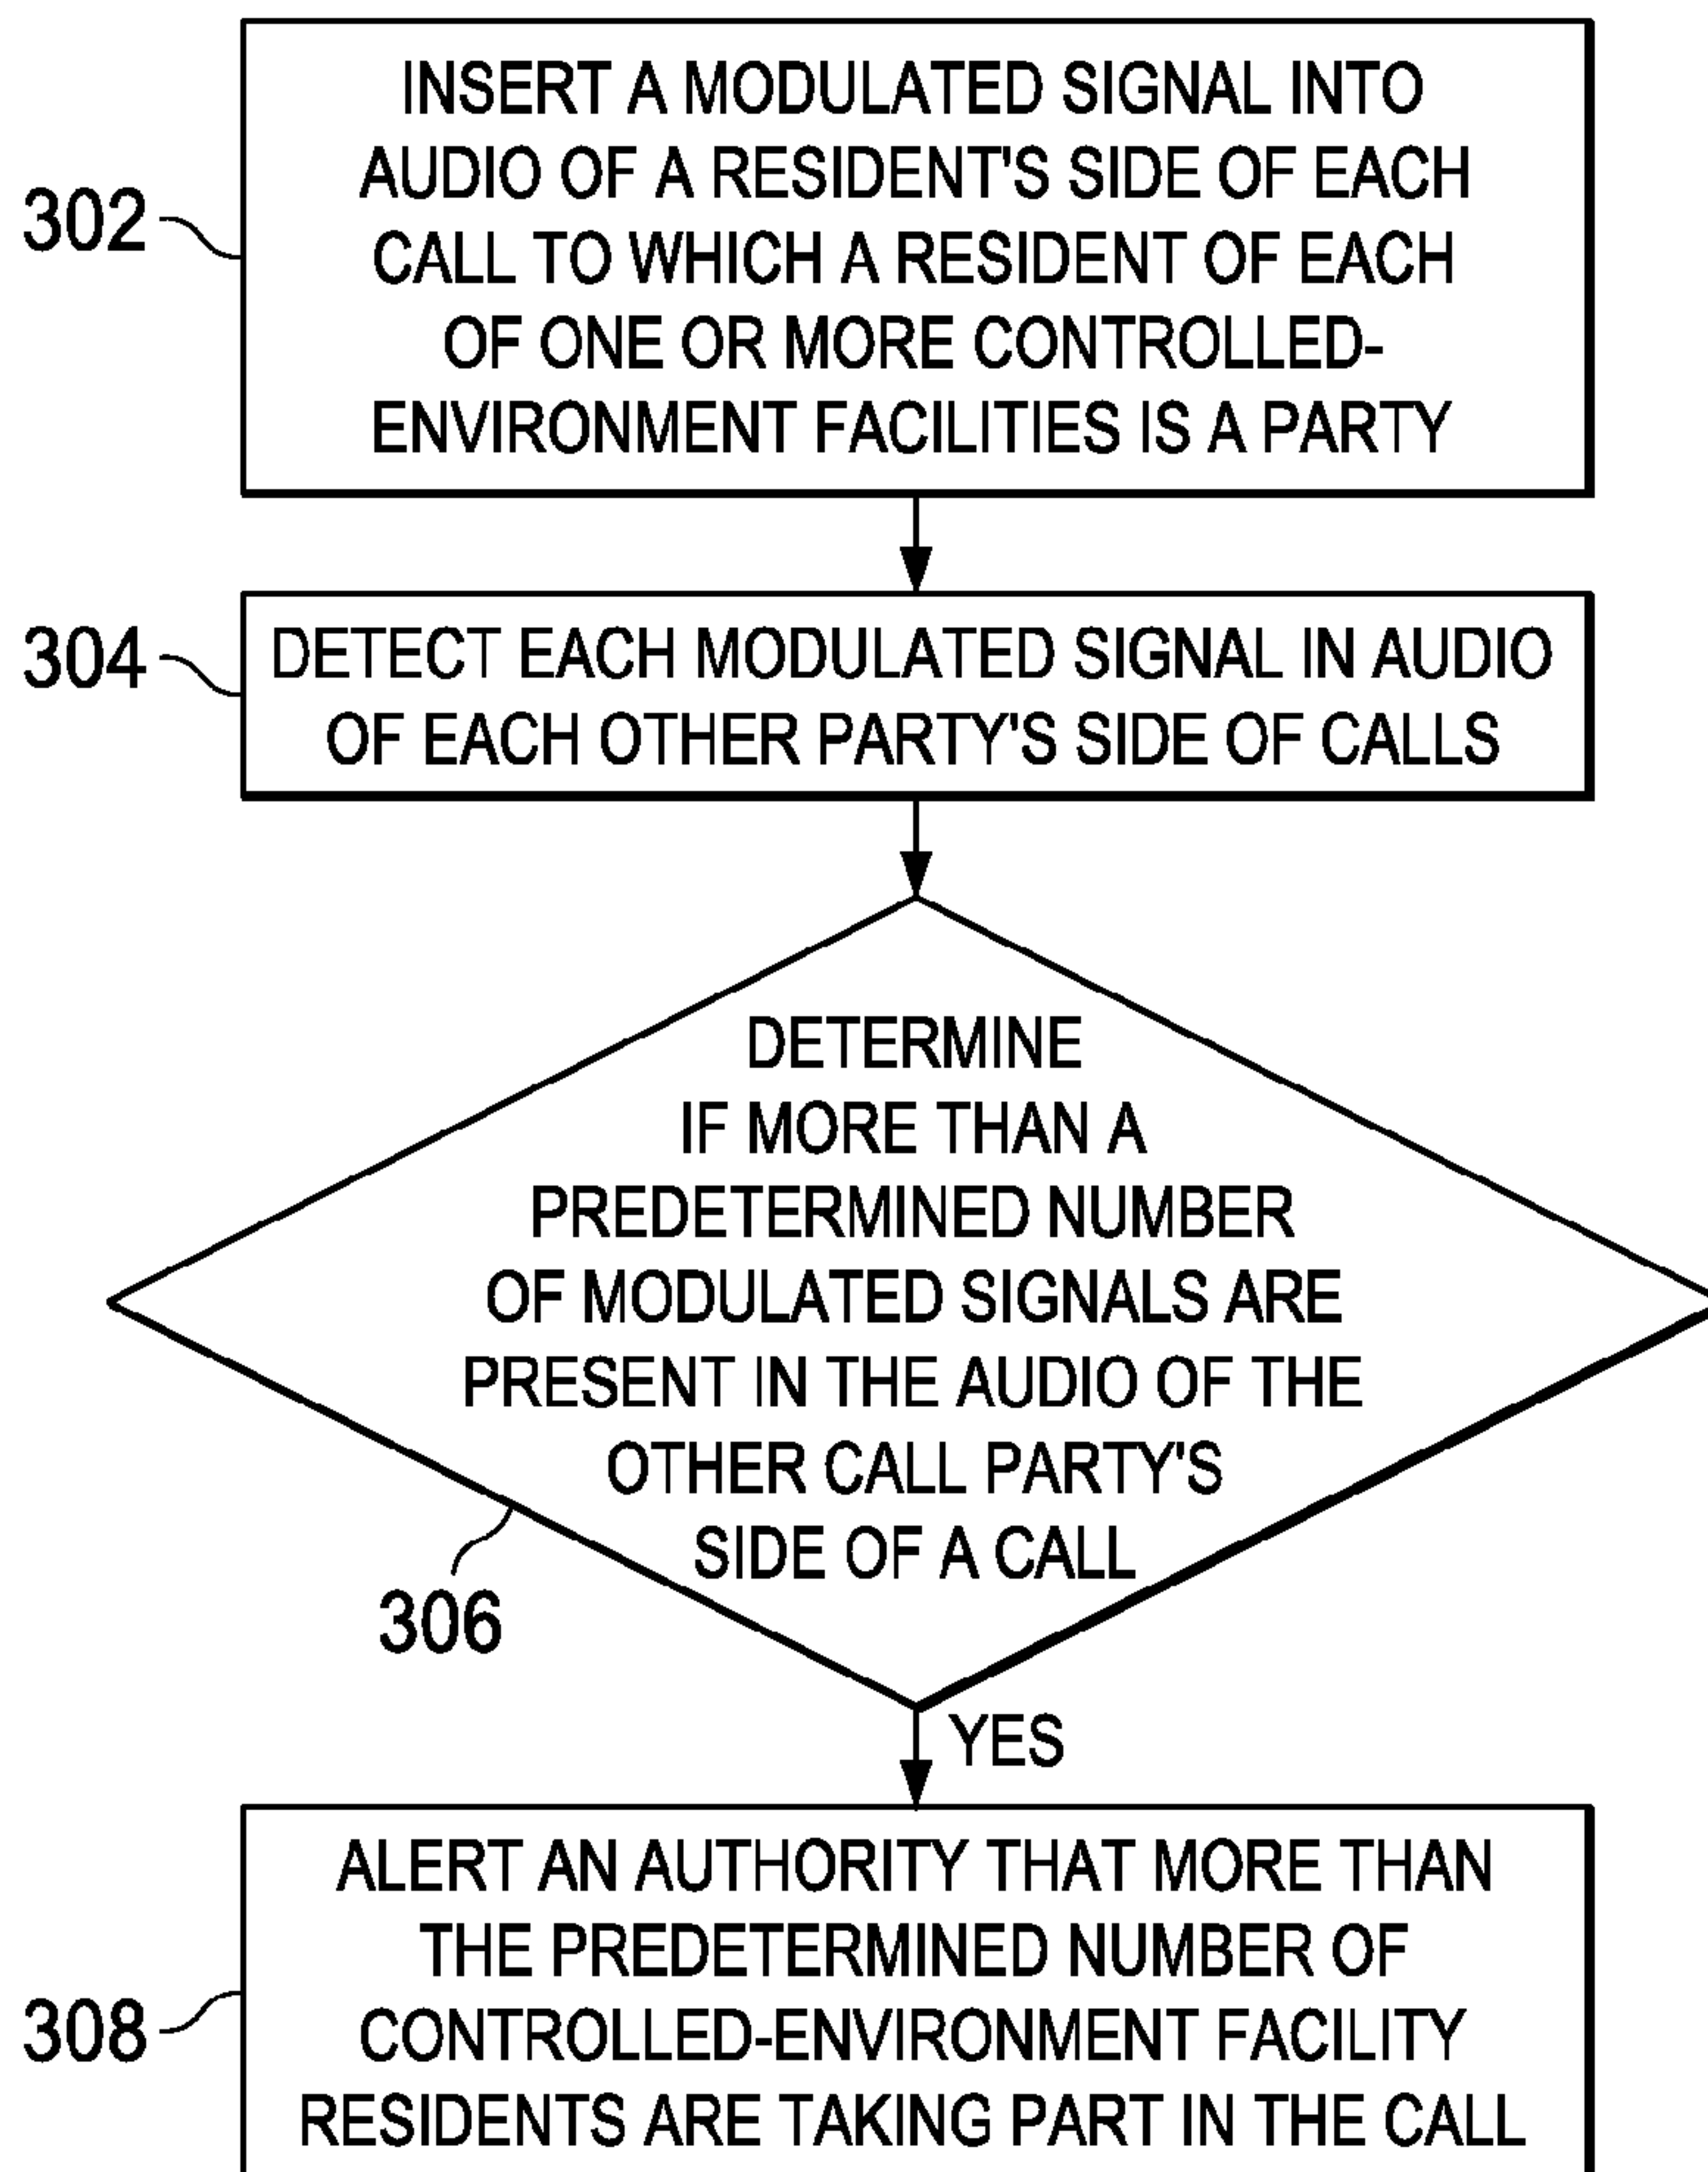 INSERT A MODULATED SIGNAL INTO
AUDIO OF A RESIDENT'S SIDE OF EACH
CALL TO WHICH A RESIDENT OF EACH
OF ONE OR MORE CONTROLLED-
ENVIRONMENT FACILITIES IS A PARTY
302
DETECT EACH MODULATED SIGNAL IN AUDIO
OF EACH OTHER PARTY'S SIDE OF CALLS
304
DETERMINE
IF MORE THAN A
PREDETERMINED NUMBER
OF MODULATED SIGNALS ARE
PRESENT IN THE AUDIO OF THE
OTHER CALL PARTY'S
SIDE OF A CALL
306
YES
ALERT AN AUTHORITY THAT MORE THAN
THE PREDETERMINED NUMBER OF
CONTROLLED-ENVIRONMENT FACILITY
RESIDENTS ARE TAKING PART IN THE CALL
308